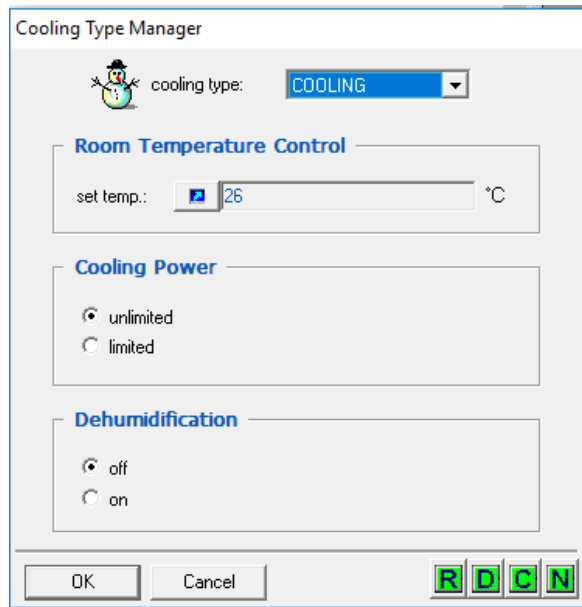 Cooling Type Manager
cooling type: COOLING
Room Temperature Control
set temp.: 26 °C
Cooling Power
unlimited
limited
Dehumidification
off
on
OK Cancel R D C N